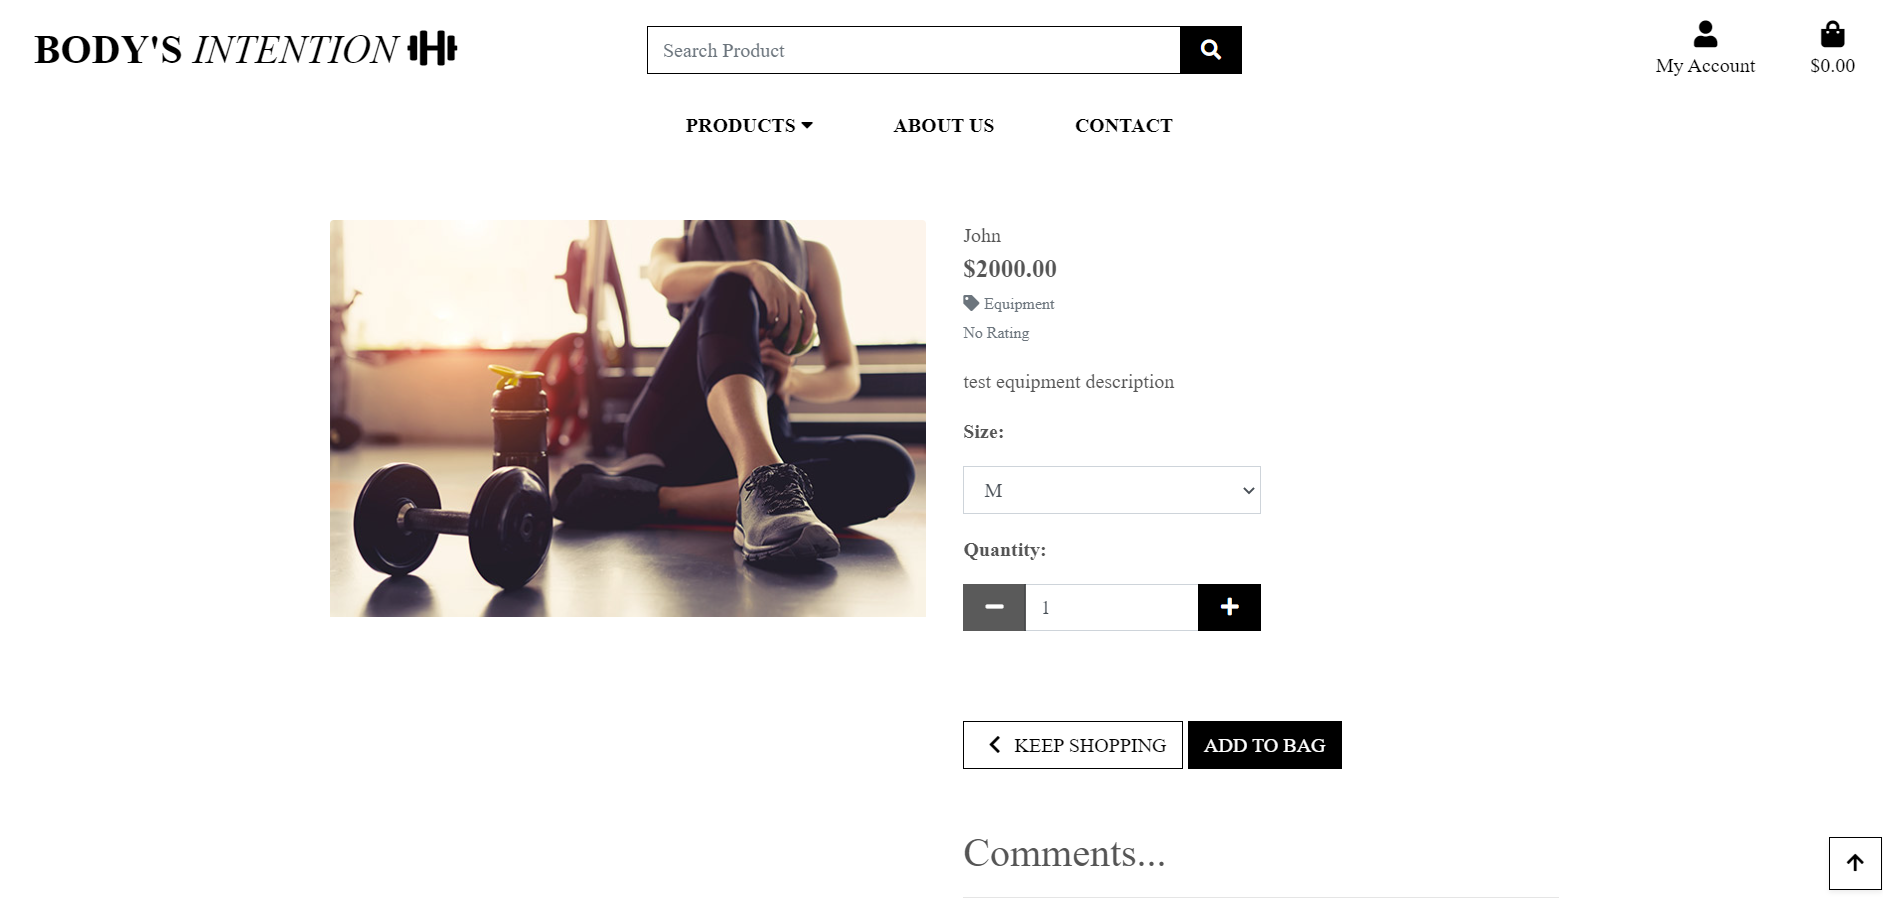 BODY'S INTENTION
Search Product
My Account
$0.00
PRODUCTS
ABOUT US
CONTACT
John
$2000.00
Equipment
No Rating
test equipment description
Size:
M
Quantity:
1
KEEP SHOPPING
ADD TO BAG
Comments...